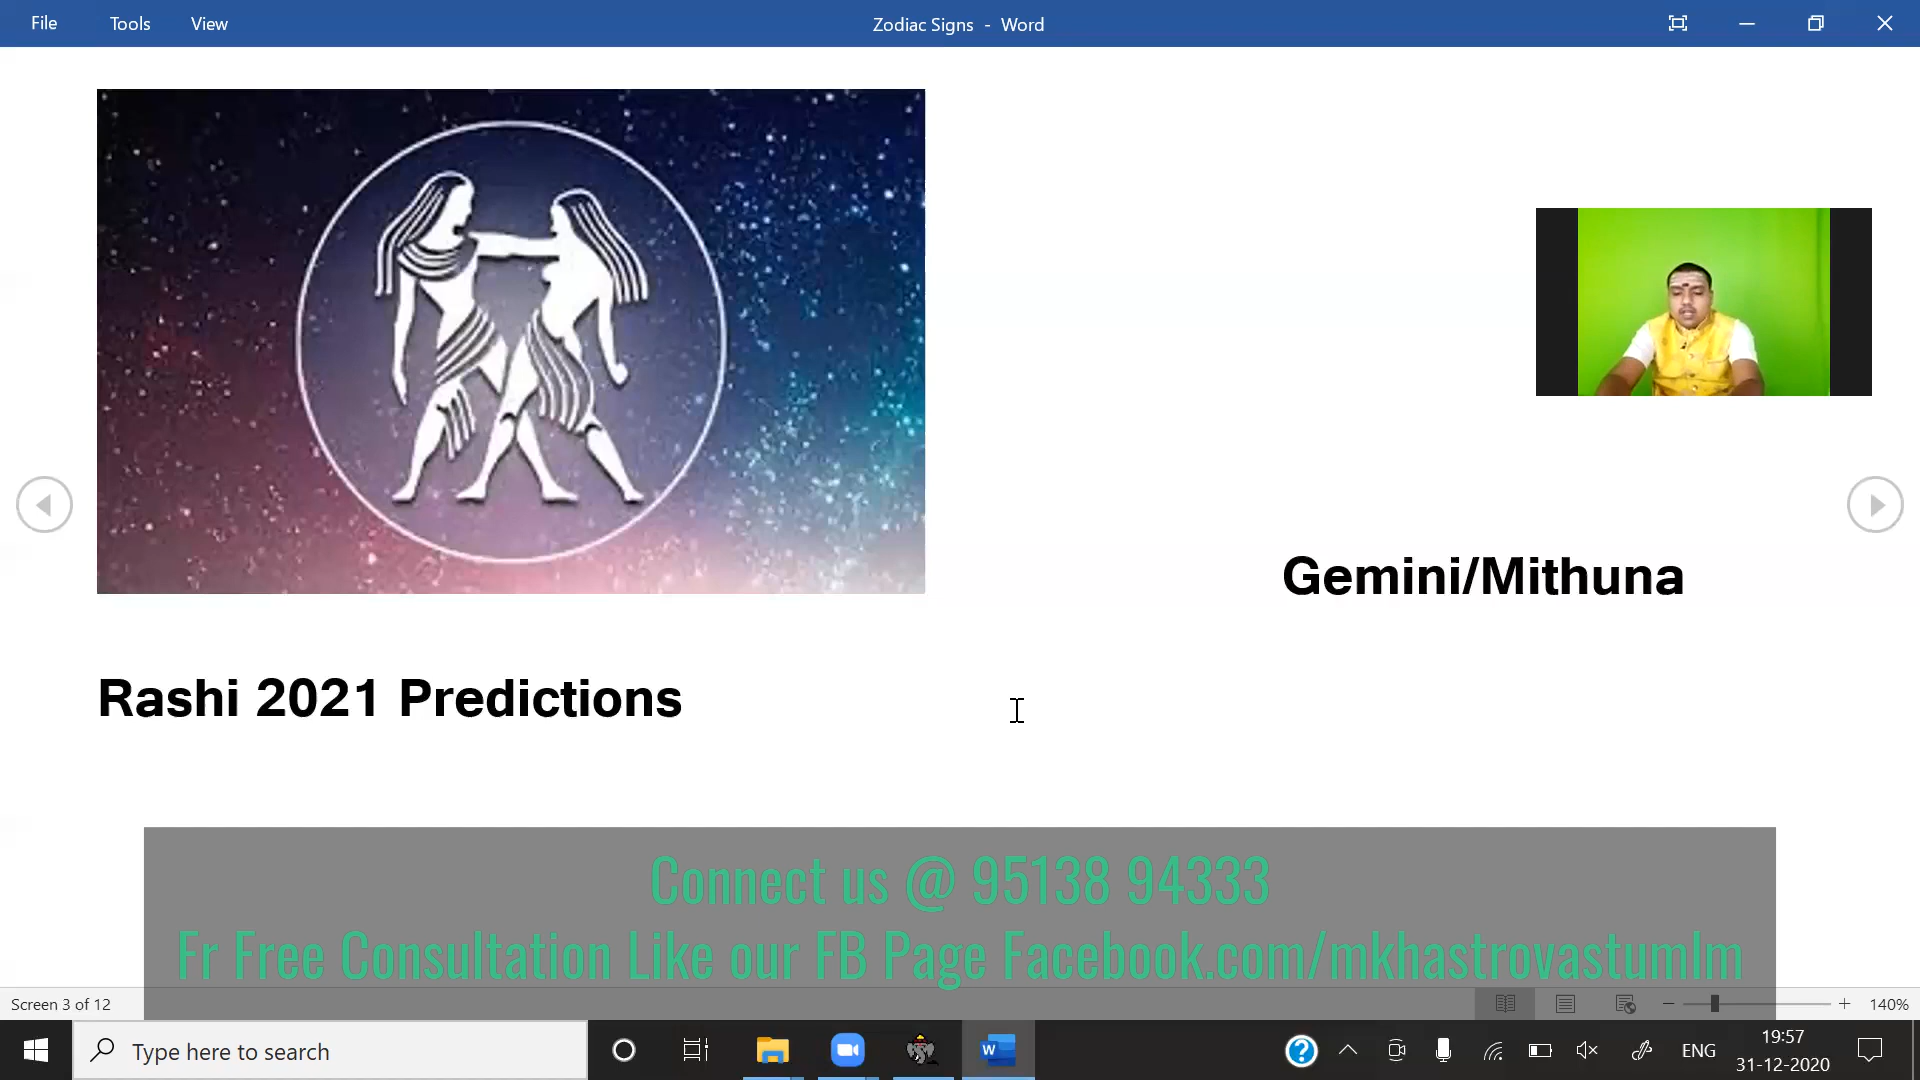 File Tools View Zodiac Signs - Word
Gemini/Mithuna
Rashi 2021 Predictions
Connect us @ 95138 94333
Fr Free Consultation Like our FB Page Facebook.com/mkhastrovastumlm
Screen 3 of 12 140%
Type here to search W ? ENG 19:57
31-12-2020